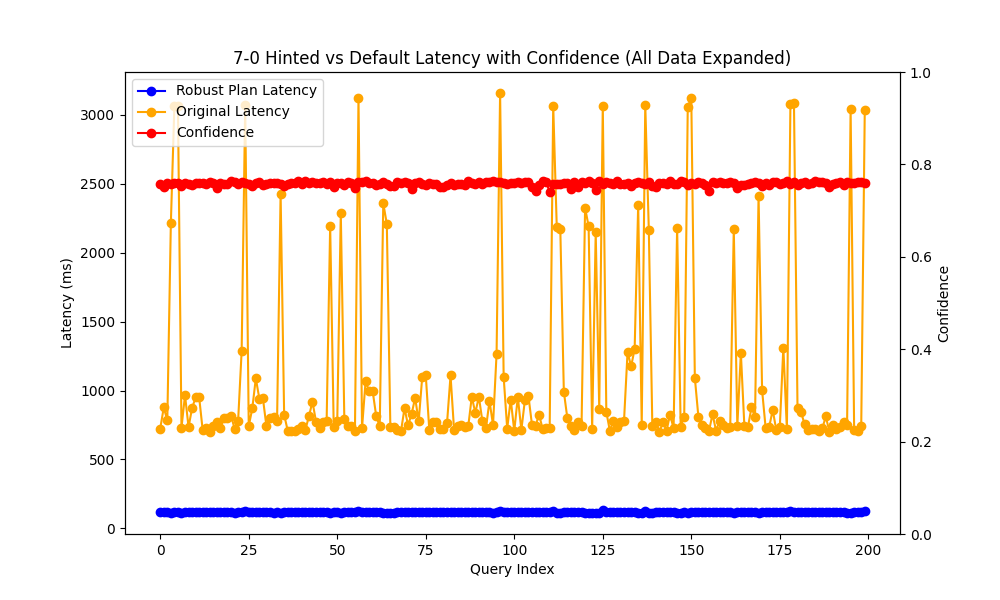 7-0 Hinted vs Default Latency with Confidence (All Data Expanded)
Robust Plan Latency
Original Latency
Confidence
Latency (ms)
3000
2500
2000
1500
1000
500
0
1.0
0.8
0.6
0.4
0.2
0.0
Confidence
0 25 50 75 100 125 150 175 200
Query Index